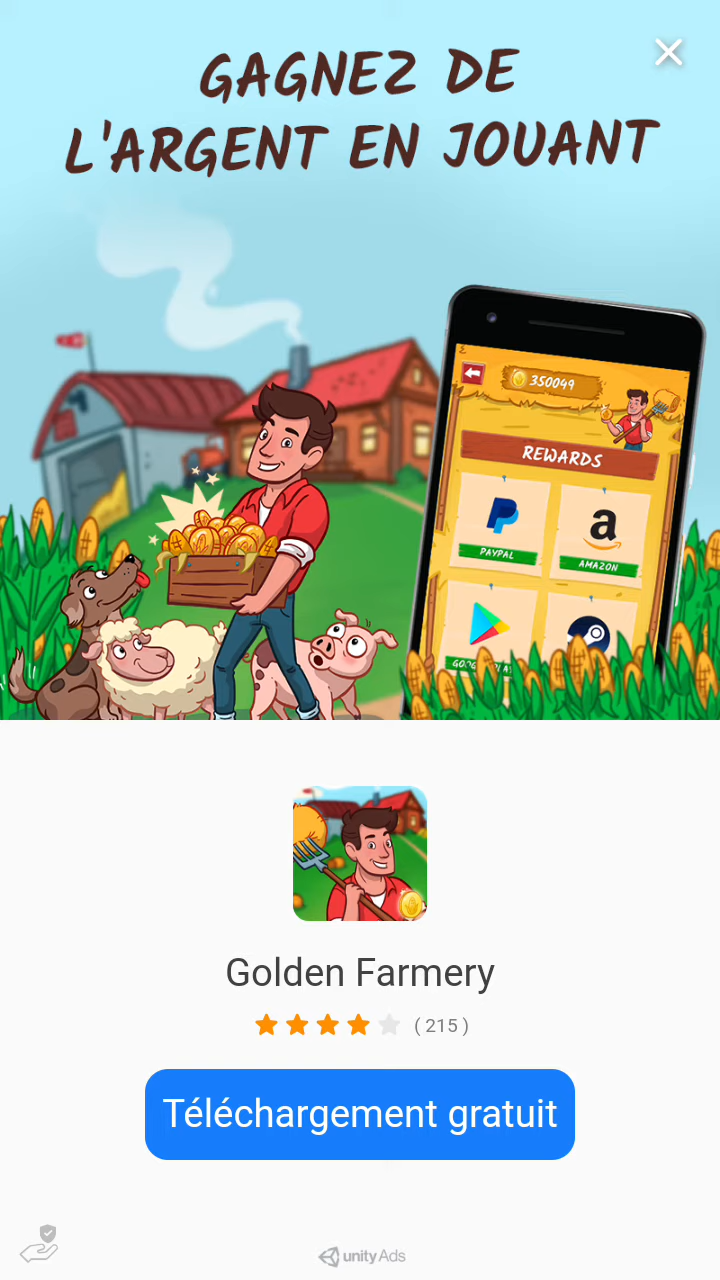 GAGNEZ DE
L'ARGENT EN JOUANT
350049
REWARDS
PAYPAL
AMAZON
Golden Farmery
( 215 )
Téléchargement gratuit
unity Ads